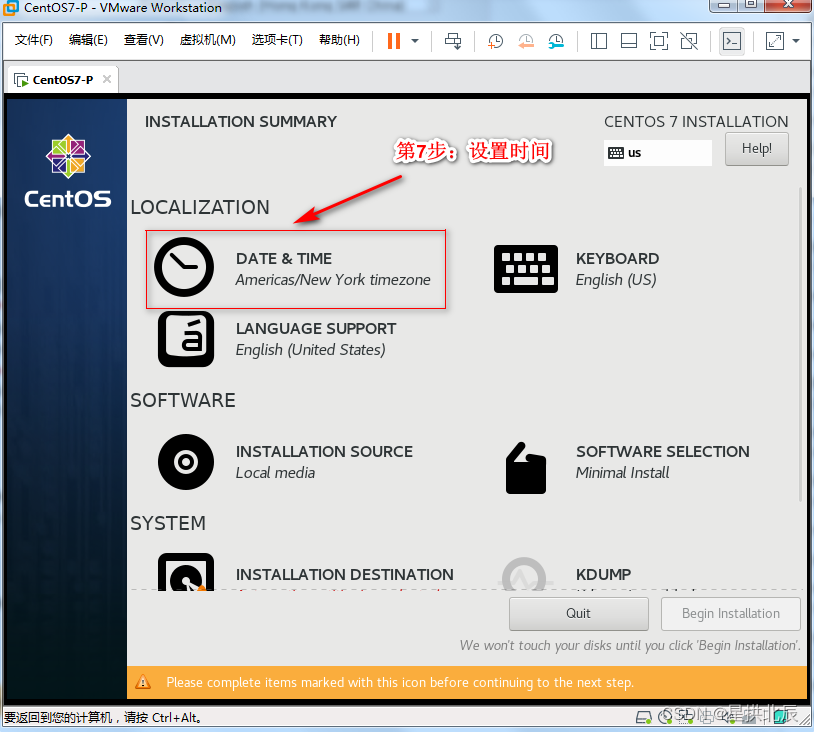 CentOS7-P - VMware Workstation
文件(F) 编辑(E) 查看(V) 虚拟机(M) 选项卡(T) 帮助(H)
CentOS7-P
INSTALLATION SUMMARY
CENTOS 7 INSTALLATION
us
Help!
第7步：设置时间
CentOS
LOCALIZATION
DATE & TIME
Americas/New York timezone
KEYBOARD
English (US)
LANGUAGE SUPPORT
English (United States)
SOFTWARE
INSTALLATION SOURCE
Local media
SOFTWARE SELECTION
Minimal Install
SYSTEM
INSTALLATION DESTINATION
KDUMP
Quit
Begin Installation
We won't touch your disks until you click 'Begin Installation'.
Please complete items marked with this icon before continuing to the next step.
要返回到您的计算机，请按 Ctrl+Alt。
CSDN @星拱北辰